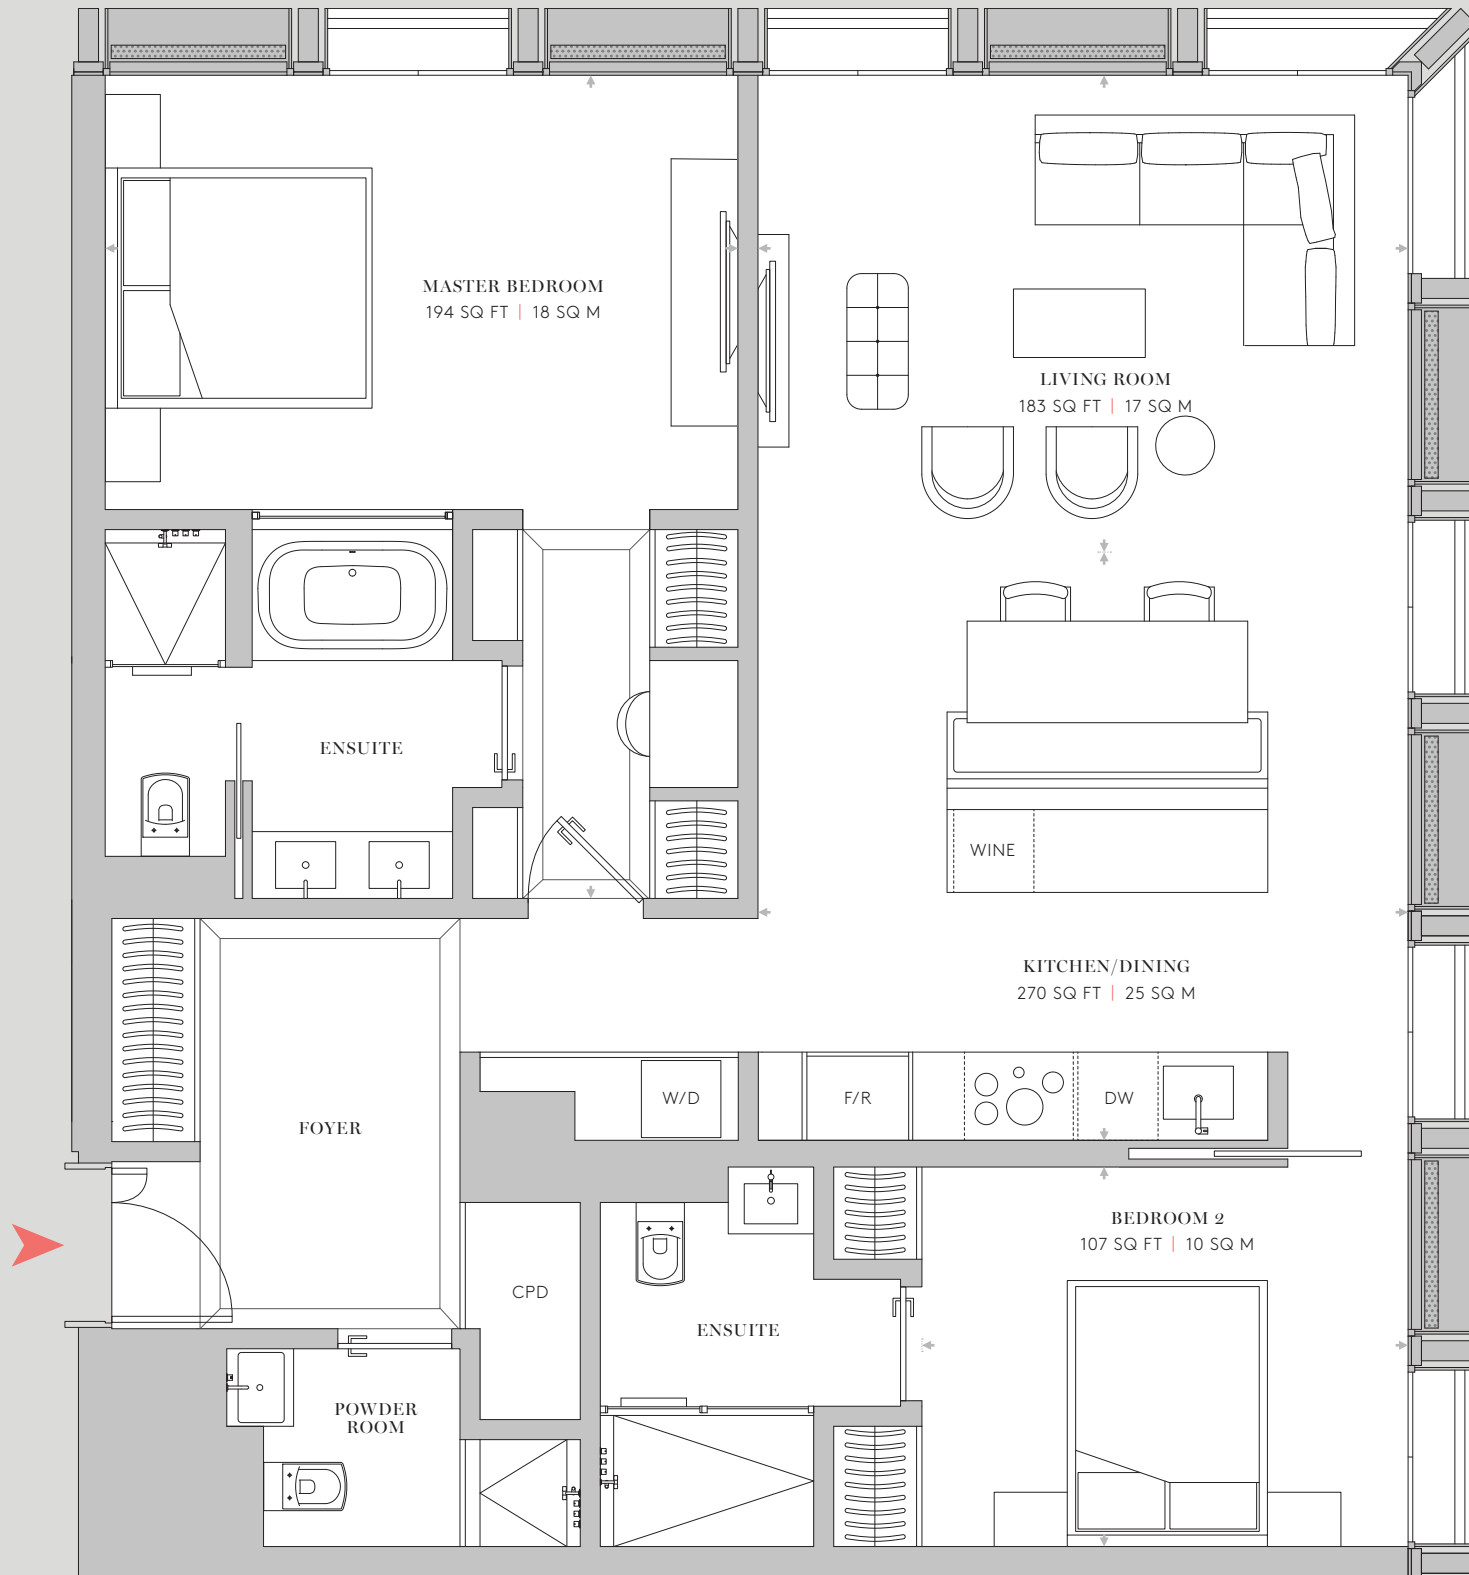 MASTER BEDROOM
194 SQ FT | 18 SQ M
LIVING ROOM
183 SQ FT | 17 SQ M
ENSUITE
WINE
KITCHEN/DINING
270 SQ FT | 25 SQ M
W/D
F/R
DW
FOYER
BEDROOM 2
107 SQ FT | 10 SQ M
CPD
ENSUITE
POWDER
ROOM